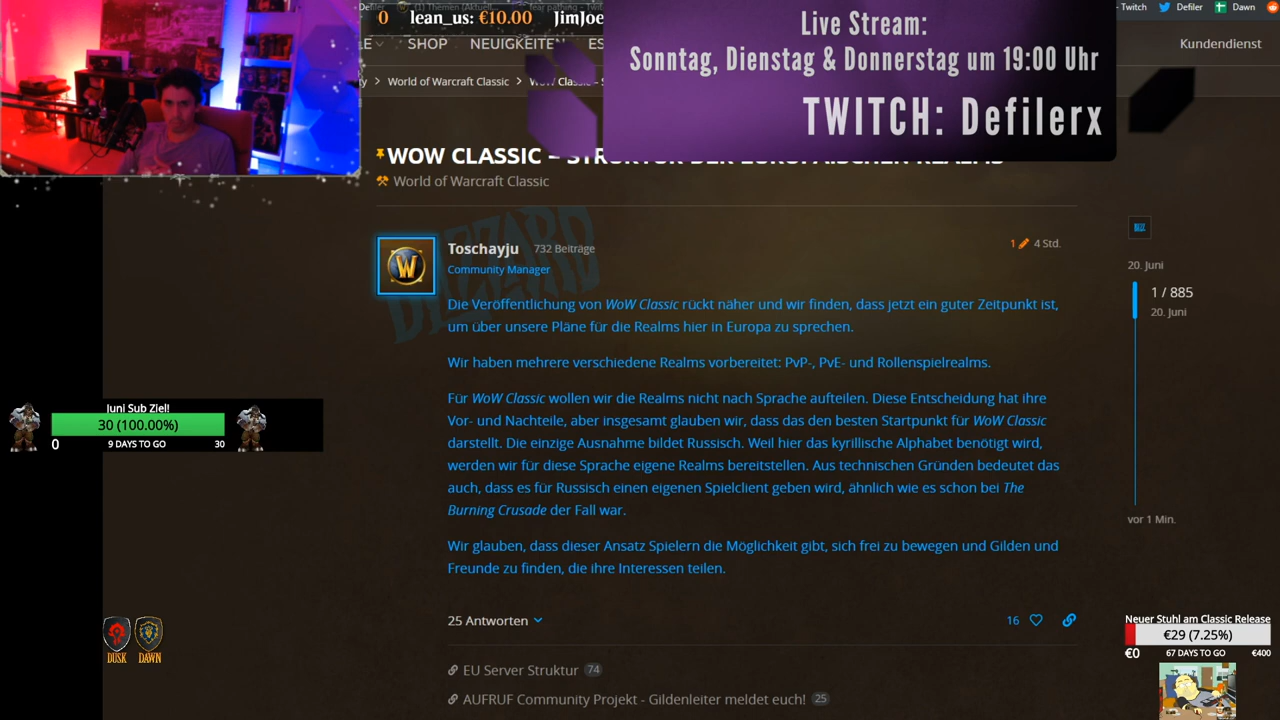 0 lean_us: €10.00 JimJoe
Defiler (1) Themen (Aktuell... - Twitch Defiler Dawn
SHOP NEUIGKEITEN ES Kundendienst
World of Warcraft Classic > WoW Classic – S
Live Stream:
Sonntag, Dienstag & Donnerstag um 19:00 Uhr
TWITCH: Defilerx
WOW CLASSIC – STRUKTUR DER EUROPÄISCHEN REALMS
World of Warcraft Classic
BLIZZARD
Toschayju 732 Beiträge 1 4 Std.
Community Manager
Die Veröffentlichung von WoW Classic rückt näher und wir finden, dass jetzt ein guter Zeitpunkt ist,
um über unsere Pläne für die Realms hier in Europa zu sprechen.
Wir haben mehrere verschiedene Realms vorbereitet: PvP-, PvE- und Rollenspielrealms.
Für WoW Classic wollen wir die Realms nicht nach Sprache aufteilen. Diese Entscheidung hat ihre
Vor- und Nachteile, aber insgesamt glauben wir, dass das den besten Startpunkt für WoW Classic
darstellt. Die einzige Ausnahme bildet Russisch. Weil hier das kyrillische Alphabet benötigt wird,
werden wir für diese Sprache eigene Realms bereitstellen. Aus technischen Gründen bedeutet das
auch, dass es für Russisch einen eigenen Spielclient geben wird, ähnlich wie es schon bei The
Burning Crusade der Fall war.
Wir glauben, dass dieser Ansatz Spielern die Möglichkeit gibt, sich frei zu bewegen und Gilden und
Freunde zu finden, die ihre Interessen teilen.
25 Antworten 16
EU Server Struktur 74
AUFRUF Community Projekt - Gildenleiter meldet euch! 25
20. Juni
1 / 885
20. Juni
vor 1 Min.
Juni Sub Ziel!
30 (100.00%)
0 9 DAYS TO GO 30
DUSK DAWN
Neuer Stuhl am Classic Release
€29 (7.25%)
€0 67 DAYS TO GO €400